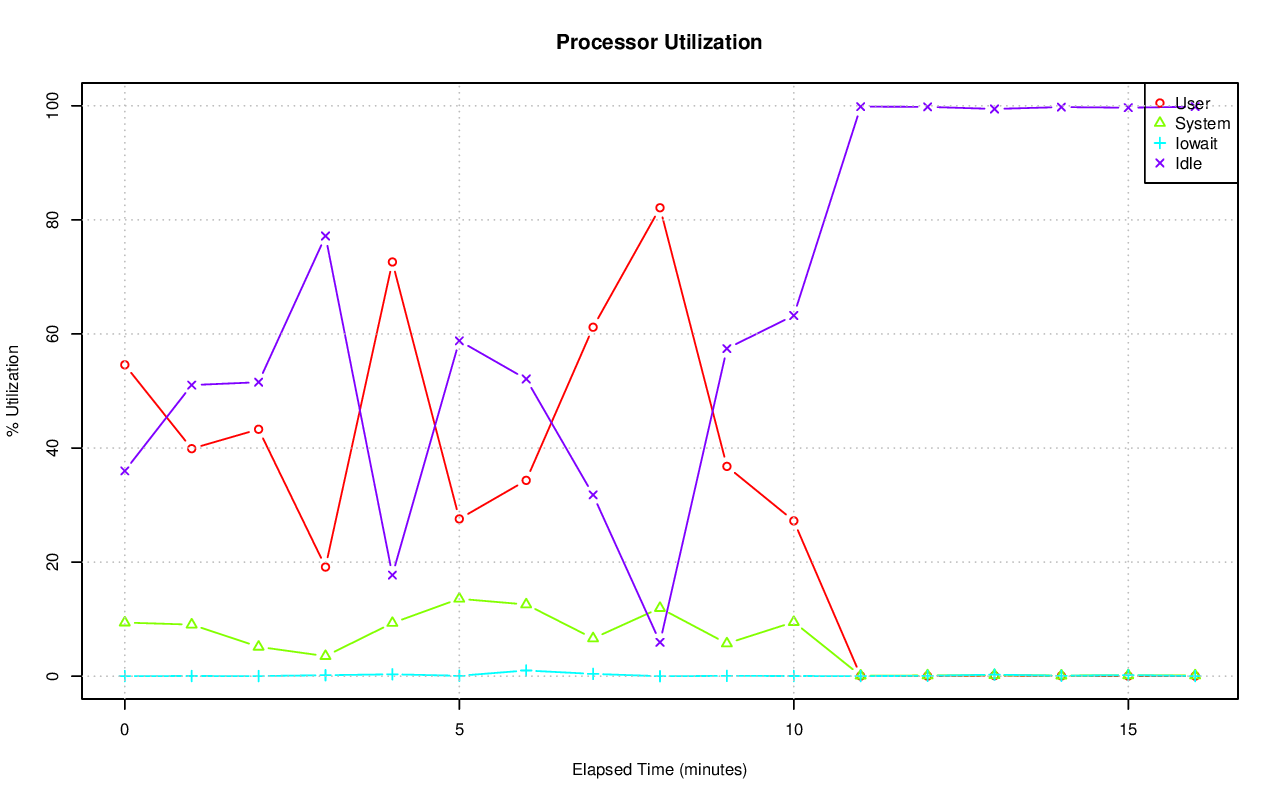 Processor Utilization
100
80
60
40
20
0
% Utilization
User
System
Iowait
Idle
0 5 10 15
Elapsed Time (minutes)